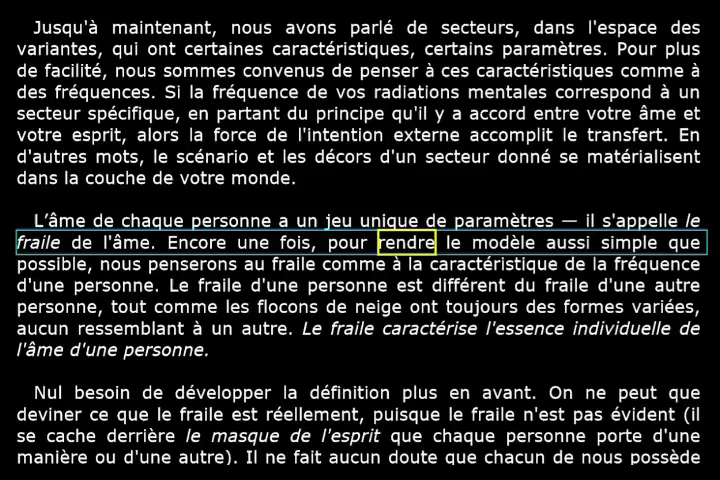 Jusqu'à maintenant, nous avons parlé de secteurs, dans l'espace des
variantes, qui ont certaines caractéristiques, certains paramètres. Pour plus
de facilité, nous sommes convenus de penser à ces caractéristiques comme à
des fréquences. Si la fréquence de vos radiations mentales correspond à un
secteur spécifique, en partant du principe qu'il y a accord entre votre âme et
votre esprit, alors la force de l'intention externe accomplit le transfert. En
d'autres mots, le scénario et les décors d'un secteur donné se matérialisent
dans la couche de votre monde.
L’âme de chaque personne a un jeu unique de paramètres — il s'appelle le
fraile de l'âme. Encore une fois, pour rendre le modèle aussi simple que
possible, nous penserons au fraile comme à la caractéristique de la fréquence
d'une personne. Le fraile d'une personne est différent du fraile d'une autre
personne, tout comme les flocons de neige ont toujours des formes variées,
aucun ressemblant à un autre. Le fraile caractérise l'essence individuelle de
l'âme d'une personne.
Nul besoin de développer la définition plus en avant. On ne peut que
deviner ce que le fraile est réellement, puisque le fraile n'est pas évident (il
se cache derrière le masque de l'esprit que chaque personne porte d'une
manière ou d'une autre). Il ne fait aucun doute que chacun de nous possède